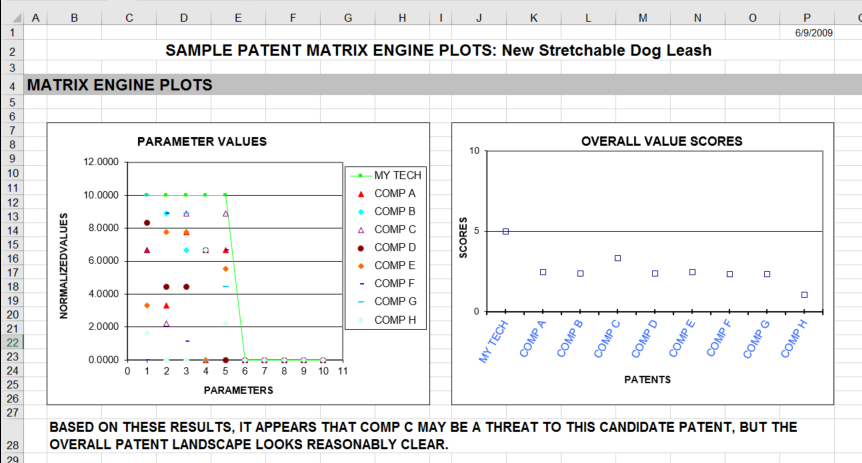 A B C D E F G H I J K L M N O P
1 6/9/2009
2 SAMPLE PATENT MATRIX ENGINE PLOTS: New Stretchable Dog Leash
3
4 MATRIX ENGINE PLOTS
5
6
7
8
9
10
11
12
13
14
15
16
17
18
19
20
21
22
23
24
25
26
27
28
29
PARAMETER VALUES
12.0000
10.0000
8.0000
6.0000
4.0000
2.0000
0.0000
NORMALIZEDVALUES
0 1 2 3 4 5 6 7 8 9 10 11
PARAMETERS
MY TECH
COMP A
COMP B
COMP C
COMP D
COMP E
COMP F
COMP G
COMP H
OVERALL VALUE SCORES
10
5
0
SCORES
MY TECH
COMP A
COMP B
COMP C
COMP D
COMP E
COMP F
COMP G
COMP H
PATENTS
BASED ON THESE RESULTS, IT APPEARS THAT COMP C MAY BE A THREAT TO THIS CANDIDATE PATENT, BUT THE
OVERALL PATENT LANDSCAPE LOOKS REASONABLY CLEAR.